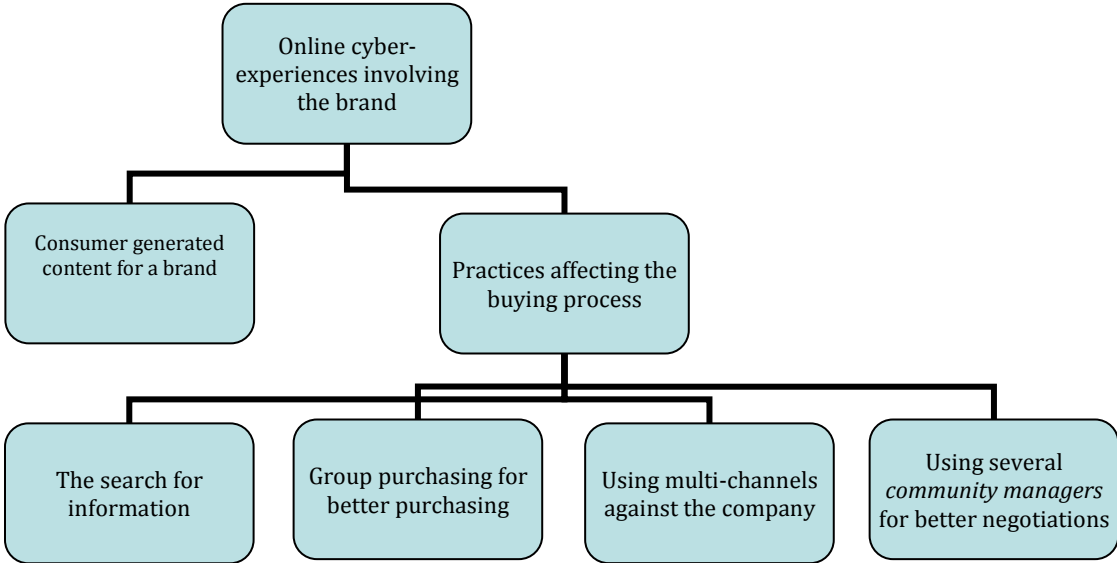 Online cyber-
experiences involving
the brand
Consumer generated
content for a brand
Practices affecting the
buying process
The search for
information
Group purchasing for
better purchasing
Using multi-channels
against the company
Using several
community managers
for better negotiations